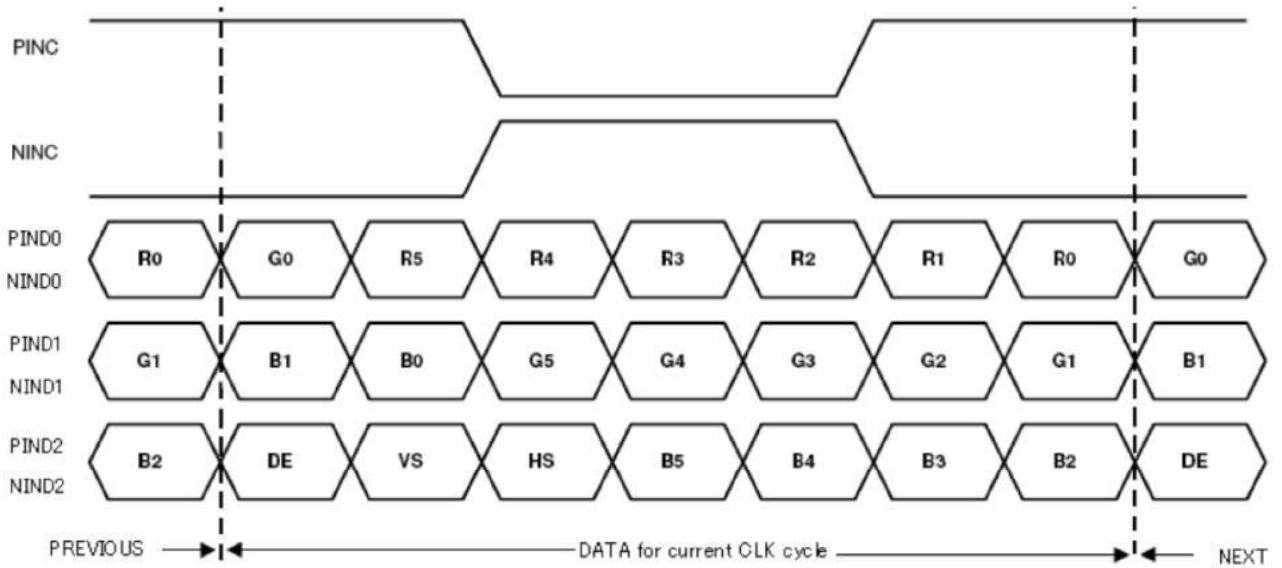 PINC
NINC
PIND0
NIND0
R0 G0 R5 R4 R3 R2 R1 R0 G0
PIND1
NIND1
G1 B1 B0 G5 G4 G3 G2 G1 B1
PIND2
NIND2
B2 DE VS HS B5 B4 B3 B2 DE
PREVIOUS DATA for current CLK cycle NEXT